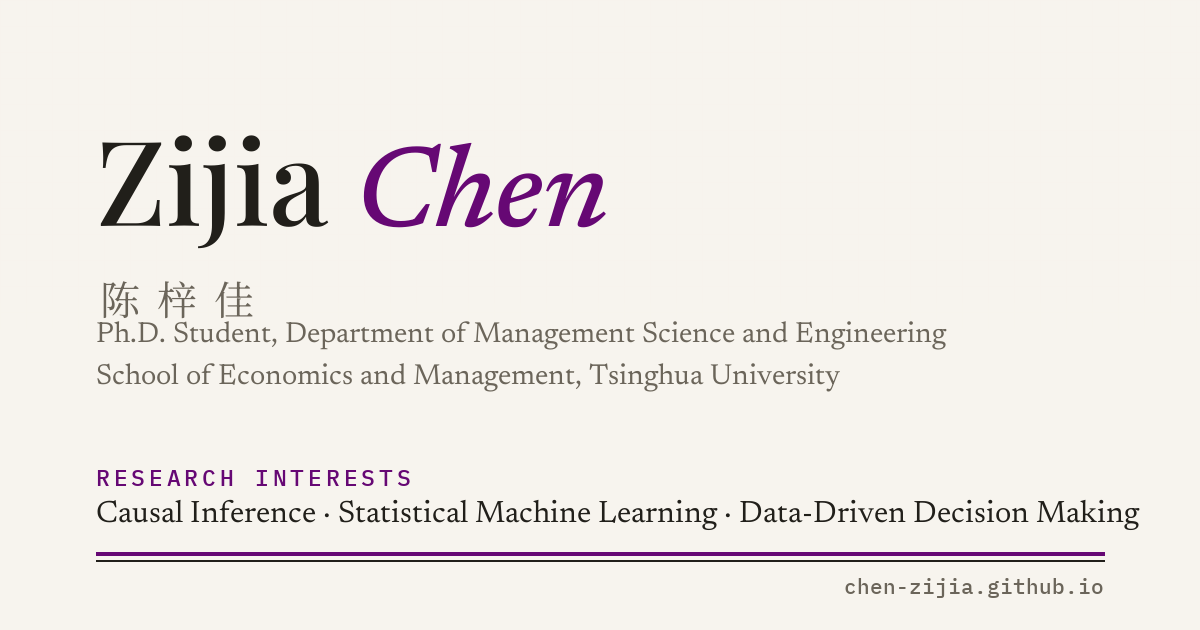 Zijia Chen
陈 梓 佳
Ph.D. Student, Department of Management Science and Engineering
School of Economics and Management, Tsinghua University
RESEARCH INTERESTS
Causal Inference · Statistical Machine Learning · Data-Driven Decision Making
chen-zijia.github.io